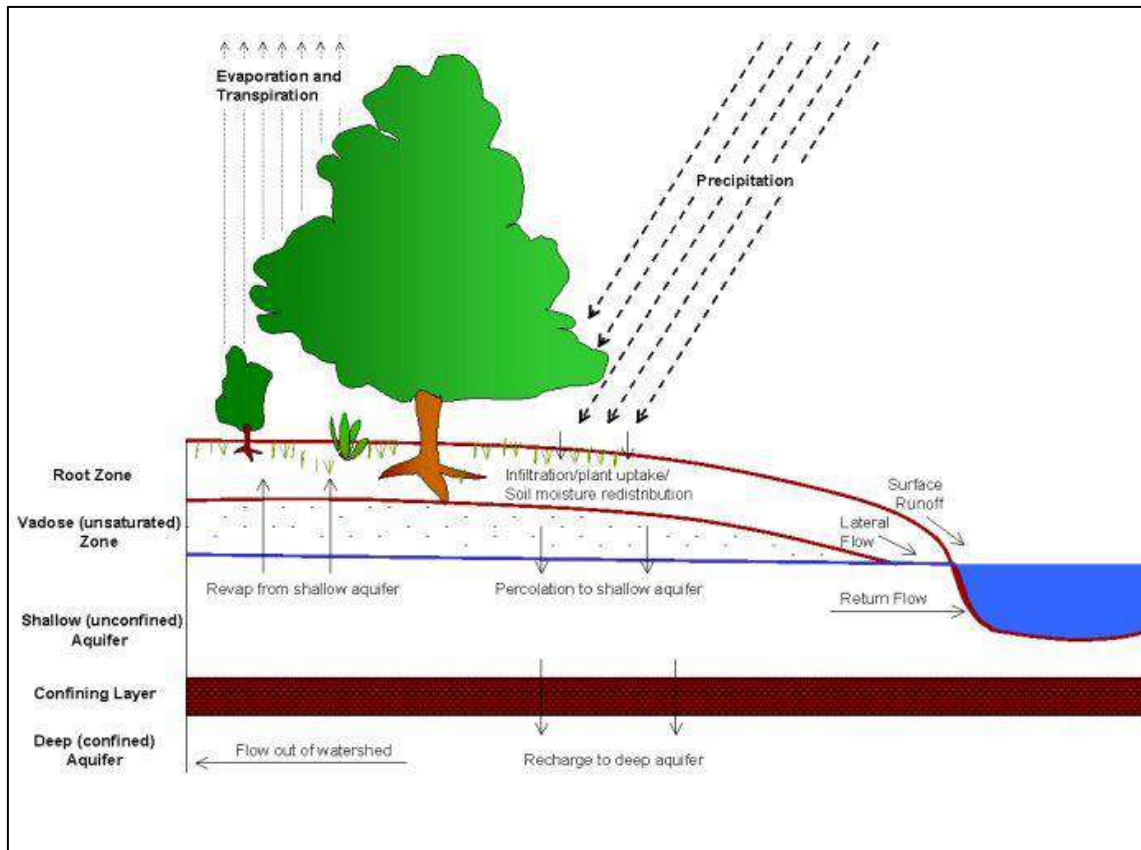 Evaporation and
Transpiration
Precipitation
Root Zone
Infiltration/plant uptake/
Soil moisture redistribution
Surface
Runoff
Vadose (unsaturated)
Zone
Lateral
Flow
Revap from shallow aquifer
Percolation to shallow aquifer
Return Flow
Shallow (unconfined)
Aquifer
Confining Layer
Deep (confined)
Aquifer
Flow out of watershed
Recharge to deep aquifer